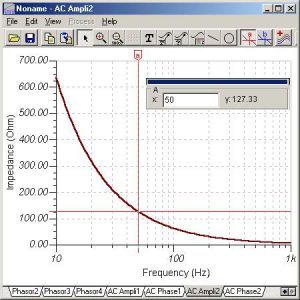 Noname - AC Ampli2
File Edit View Process Help
T
a
b
a
700.00
600.00
500.00
400.00
300.00
200.00
100.00
0.00
Impedance (Ohm)
A
x: 50 y: 127.33
10 100 1k
Frequency (Hz)
Phasor2 Phasor3 Phasor4 AC Ampli1 AC Phase1 AC Ampli2 AC Phase2